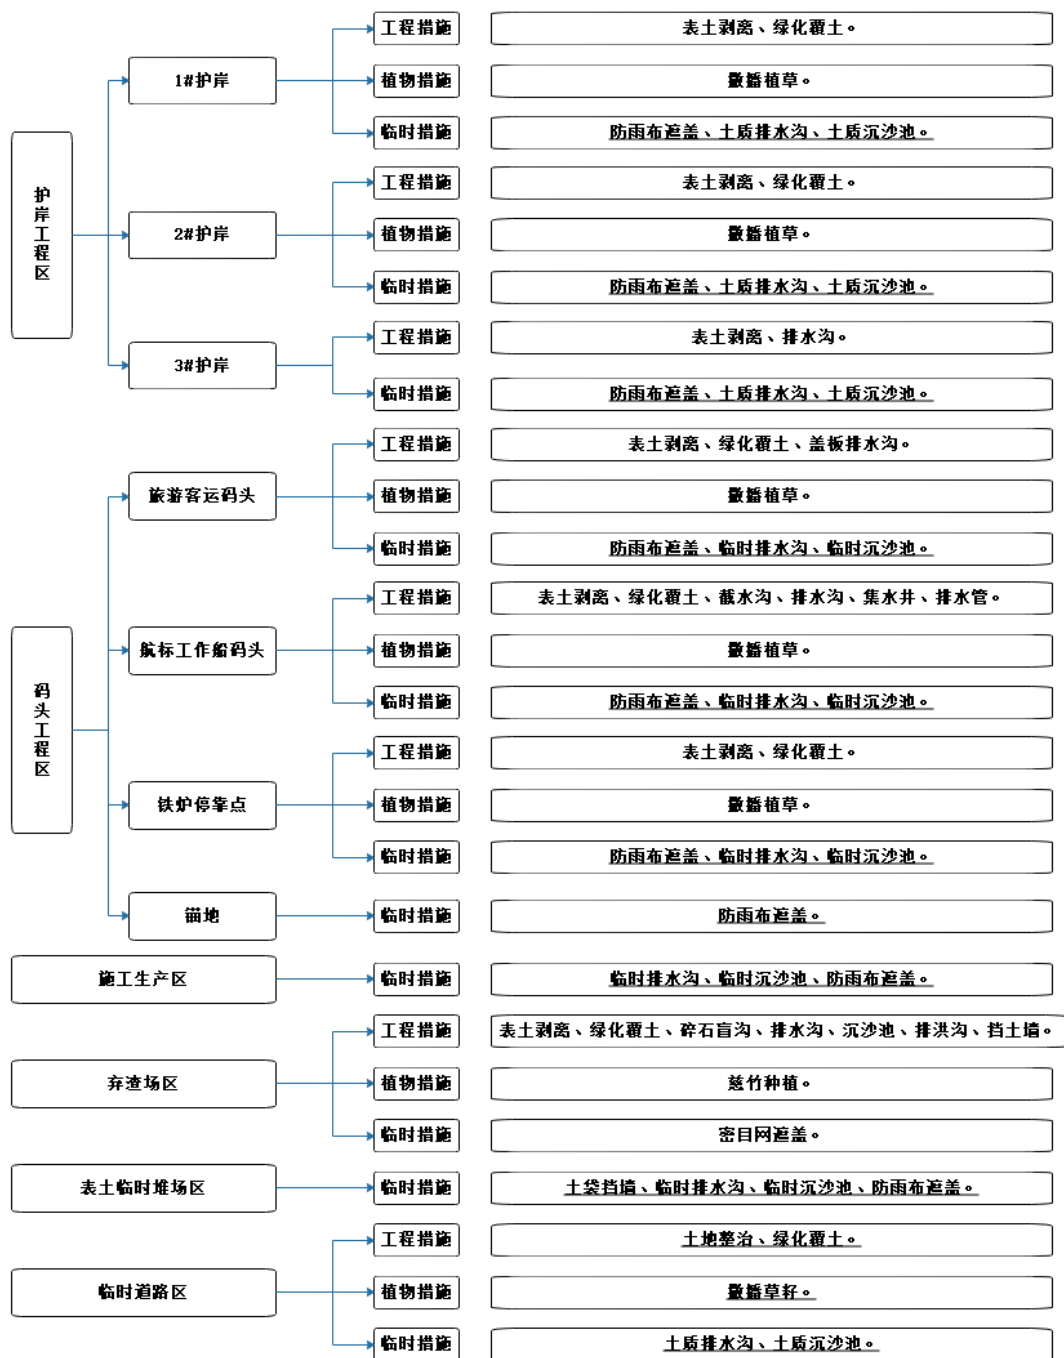 护岸工程区
1#护岸
工程措施
表土剥离、绿化覆土。
植物措施
撒播植草。
临时措施
防雨布遮盖、土质排水沟、土质沉沙池。
2#护岸
工程措施
表土剥离、绿化覆土。
植物措施
撒播植草。
临时措施
防雨布遮盖、土质排水沟、土质沉沙池。
3#护岸
工程措施
表土剥离、排水沟。
临时措施
防雨布遮盖、土质排水沟、土质沉沙池。
码头工程区
旅游客运码头
工程措施
表土剥离、绿化覆土、盖板排水沟。
植物措施
撒播植草。
临时措施
防雨布遮盖、临时排水沟、临时沉沙池。
航标工作船码头
工程措施
表土剥离、绿化覆土、截水沟、排水沟、集水井、排水管。
植物措施
撒播植草。
临时措施
防雨布遮盖、临时排水沟、临时沉沙池。
铁炉停靠点
工程措施
表土剥离、绿化覆土。
植物措施
撒播植草。
临时措施
防雨布遮盖、临时排水沟、临时沉沙池。
锚地
临时措施
防雨布遮盖。
施工生产区
临时措施
临时排水沟、临时沉沙池、防雨布遮盖。
弃渣场区
工程措施
表土剥离、绿化覆土、碎石盲沟、排水沟、沉沙池、排洪沟、挡土墙。
植物措施
慈竹种植。
临时措施
密目网遮盖。
表土临时堆场区
临时措施
土袋挡墙、临时排水沟、临时沉沙池、防雨布遮盖。
临时道路区
工程措施
土地整治、绿化覆土。
植物措施
撒播草籽。
临时措施
土质排水沟、土质沉沙池。